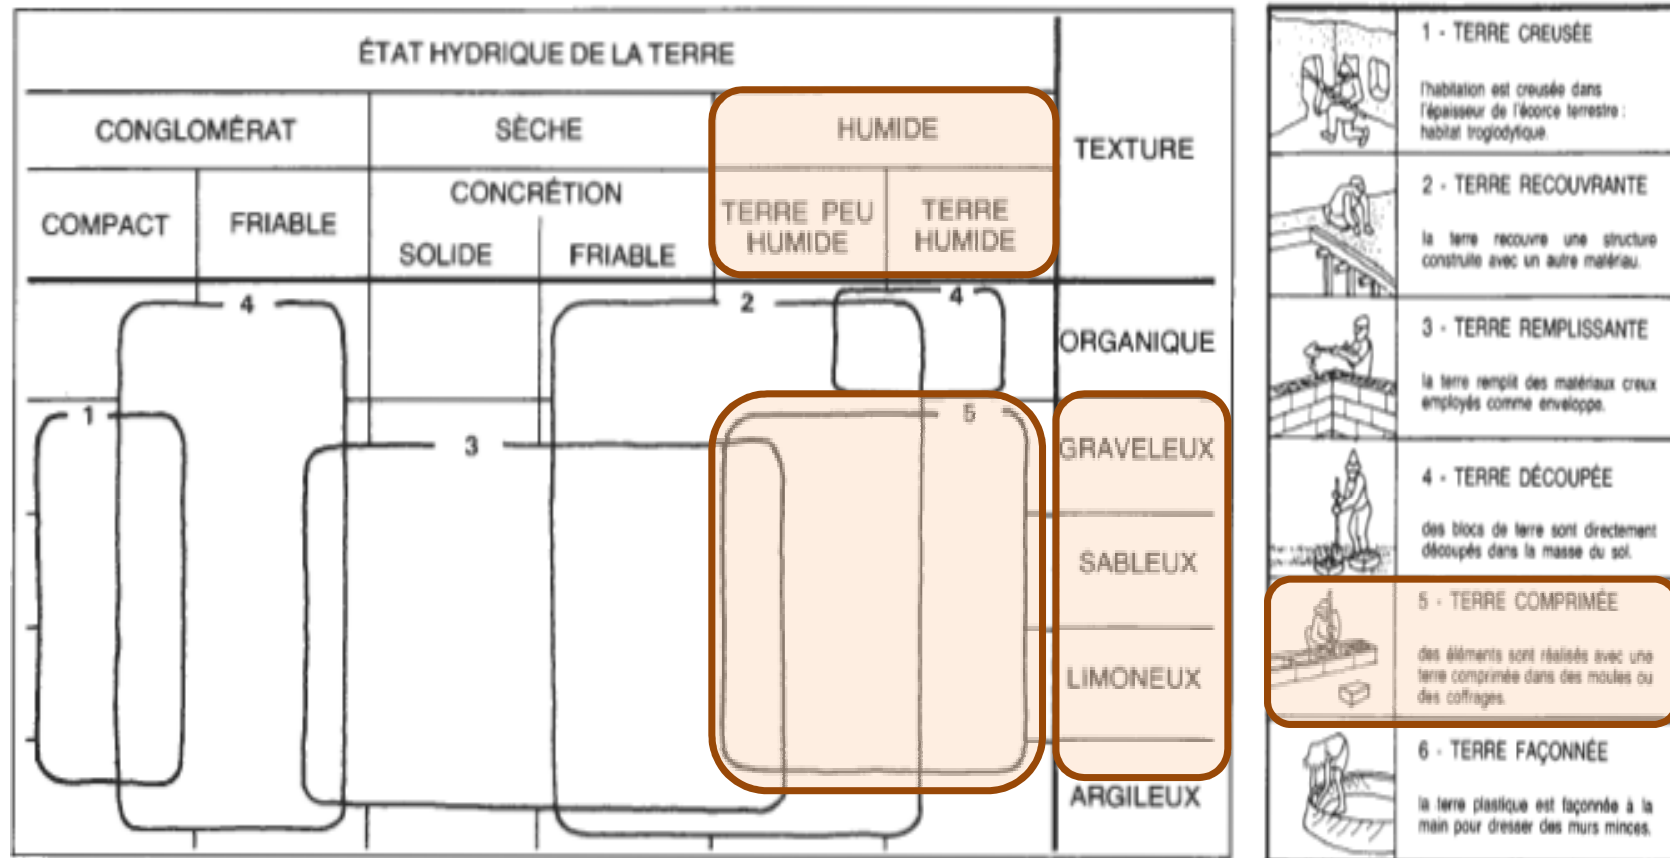 ÉTAT HYDRIQUE DE LA TERRE
TEXTURE
CONGLOMÉRAT
SÈCHE
HUMIDE
COMPACT
FRIABLE
CONCRÉTION
SOLIDE
FRIABLE
TERRE PEU
HUMIDE
TERRE
HUMIDE
4
2
4
ORGANIQUE
1
3
5
GRAVELEUX
SABLEUX
LIMONEUX
ARGILEUX
1 - TERRE CREUSÉE
l'habitation est creusée dans
l'épaisseur de l'écorce terrestre :
habitat troglodytique.
2 - TERRE RECOUVRANTE
la terre recouvre une structure
construite avec un autre matériau.
3 - TERRE REMPLISSANTE
la terre remplit des matériaux creux
employés comme enveloppe.
4 - TERRE DÉCOUPÉE
des blocs de terre sont directement
découpés dans la masse du sol.
5 - TERRE COMPRIMÉE
des éléments sont réalisés avec une
terre comprimée dans des moules ou
des coffrages.
6 - TERRE FAÇONNÉE
la terre plastique est façonnée à la
main pour dresser des murs minces.